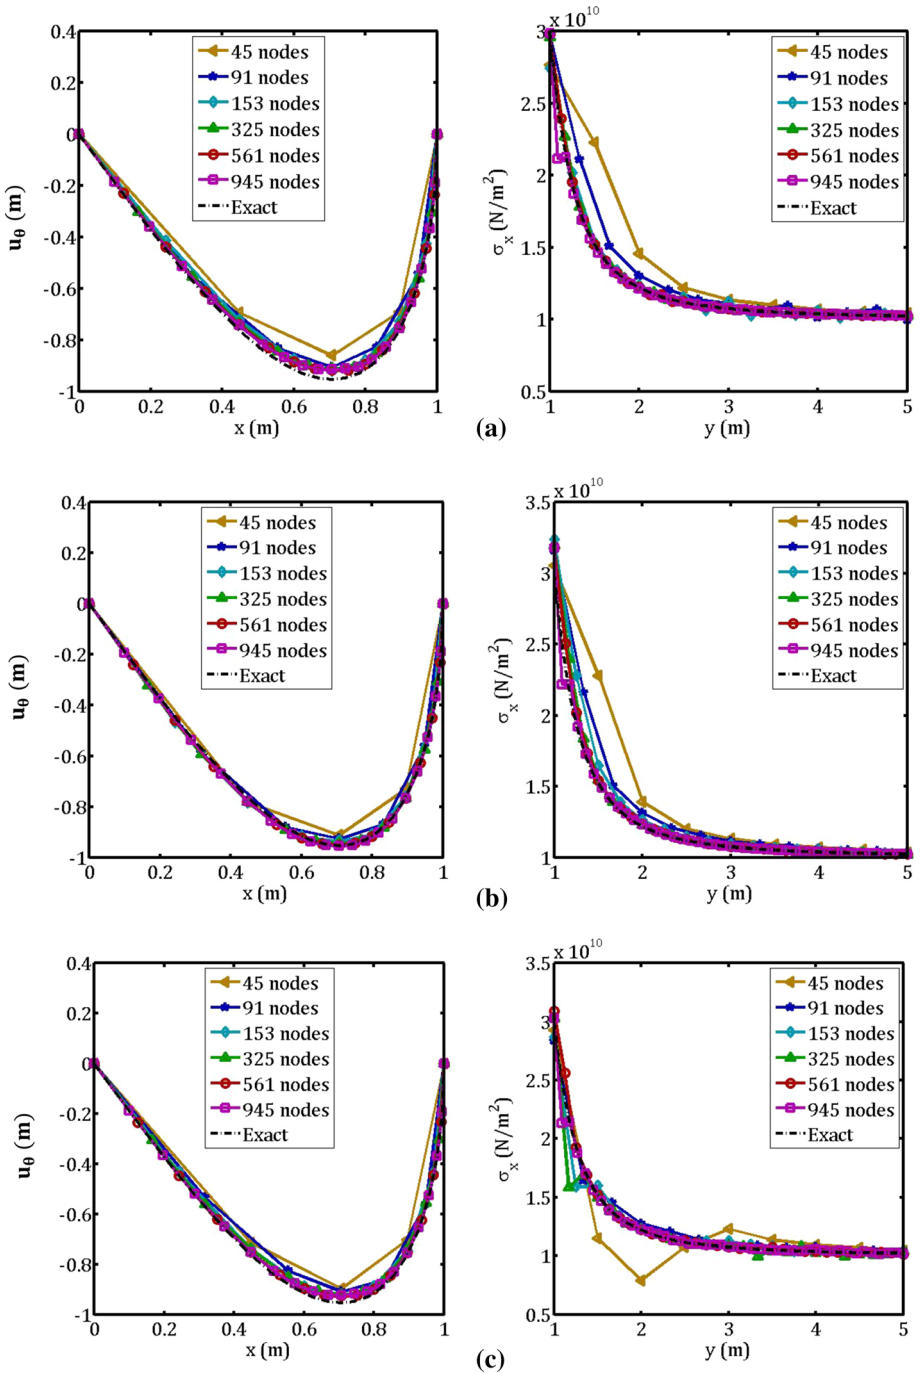 0.4
0.2
0
-0.2
-0.4
-0.6
-0.8
-1
0
0.2
0.4
0.6
0.8
1
x (m)
uθ (m)
45 nodes
91 nodes
153 nodes
325 nodes
561 nodes
945 nodes
Exact
x 10^10
3
2.5
2
1.5
1
0.5
1
2
3
4
5
y (m)
σx (N/m²)
45 nodes
91 nodes
153 nodes
325 nodes
561 nodes
945 nodes
Exact
(a)
0.4
0.2
0
-0.2
-0.4
-0.6
-0.8
-1
0
0.2
0.4
0.6
0.8
1
x (m)
uθ (m)
45 nodes
91 nodes
153 nodes
325 nodes
561 nodes
945 nodes
Exact
x 10^10
3.5
3
2.5
2
1.5
1
1
2
3
4
5
y (m)
σx (N/m²)
45 nodes
91 nodes
153 nodes
325 nodes
561 nodes
945 nodes
Exact
(b)
0.4
0.2
0
-0.2
-0.4
-0.6
-0.8
-1
0
0.2
0.4
0.6
0.8
1
x (m)
uθ (m)
45 nodes
91 nodes
153 nodes
325 nodes
561 nodes
945 nodes
Exact
x 10^10
3.5
3
2.5
2
1.5
1
0.5
1
2
3
4
5
y (m)
σx (N/m²)
45 nodes
91 nodes
153 nodes
325 nodes
561 nodes
945 nodes
Exact
(c)